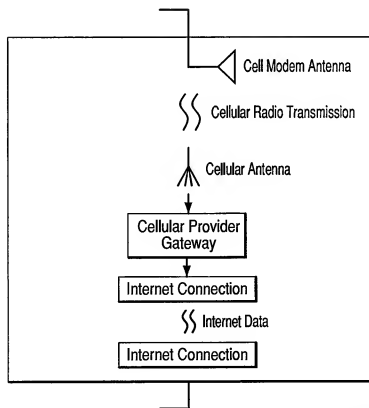 Cell Modem Antenna
Cellular Radio Transmission
Cellular Antenna
Cellular Provider
Gateway
Internet Connection
Internet Data
Internet Connection